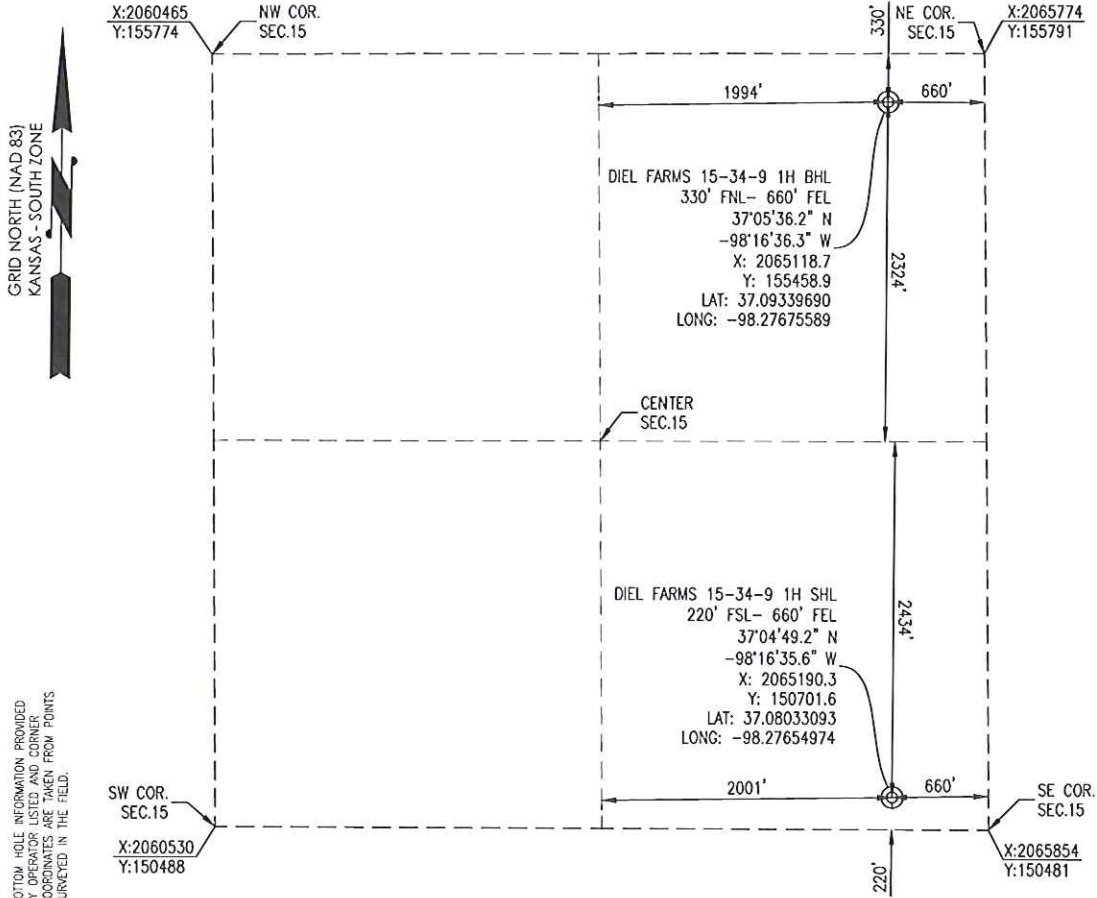 X:2060465
Y:155774
NW COR.
SEC.15
330'
NE COR.
SEC.15
X:2065774
Y:155791
GRID NORTH (NAD 83)
KANSAS - SOUTH ZONE
1994'
660'
DIEL FARMS 15-34-9 1H BHL
330' FNL- 660' FEL
37°05'36.2" N
-98°16'36.3" W
X: 2065118.7
Y: 155458.9
LAT: 37.09339690
LONG: -98.27675589
2324'
CENTER
SEC.15
DIEL FARMS 15-34-9 1H SHL
220' FSL- 660' FEL
37°04'49.2" N
-98°16'35.6" W
X: 2065190.3
Y: 150701.6
LAT: 37.08033093
LONG: -98.27654974
2434'
2001'
660'
SW COR.
SEC.15
X:2060530
Y:150488
SE COR.
SEC.15
X:2065854
Y:150481
220'
HOLE INFORMATION PROVIDED
OPERATOR LISTED AND CORNER
ARE TAKEN FROM POINTS
IN THE FIELD.